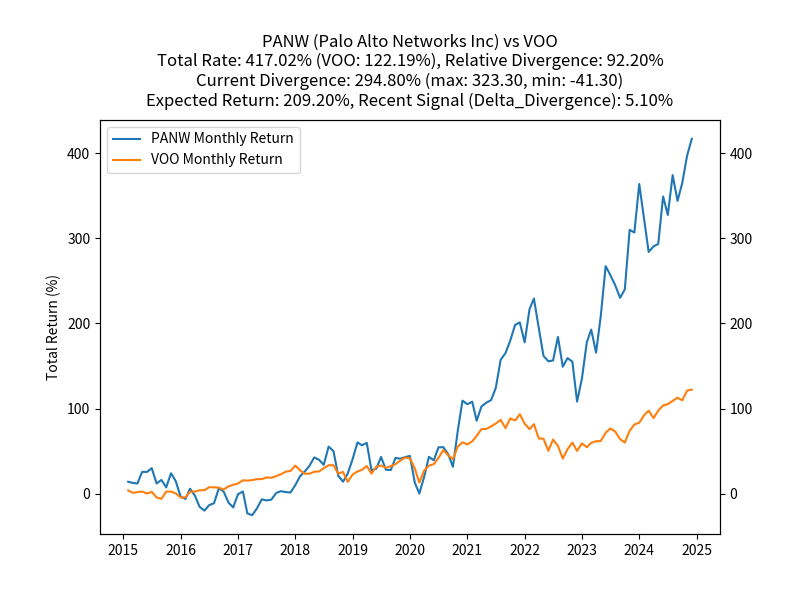 PANW (Palo Alto Networks Inc) vs VOO
Total Rate: 417.02% (VOO: 122.19%), Relative Divergence: 92.20%
Current Divergence: 294.80% (max: 323.30, min: -41.30)
Expected Return: 209.20%, Recent Signal (Delta_Divergence): 5.10%
PANW Monthly Return
VOO Monthly Return
Total Return (%)
400
300
200
100
0
400
300
200
100
0
2015 2016 2017 2018 2019 2020 2021 2022 2023 2024 2025